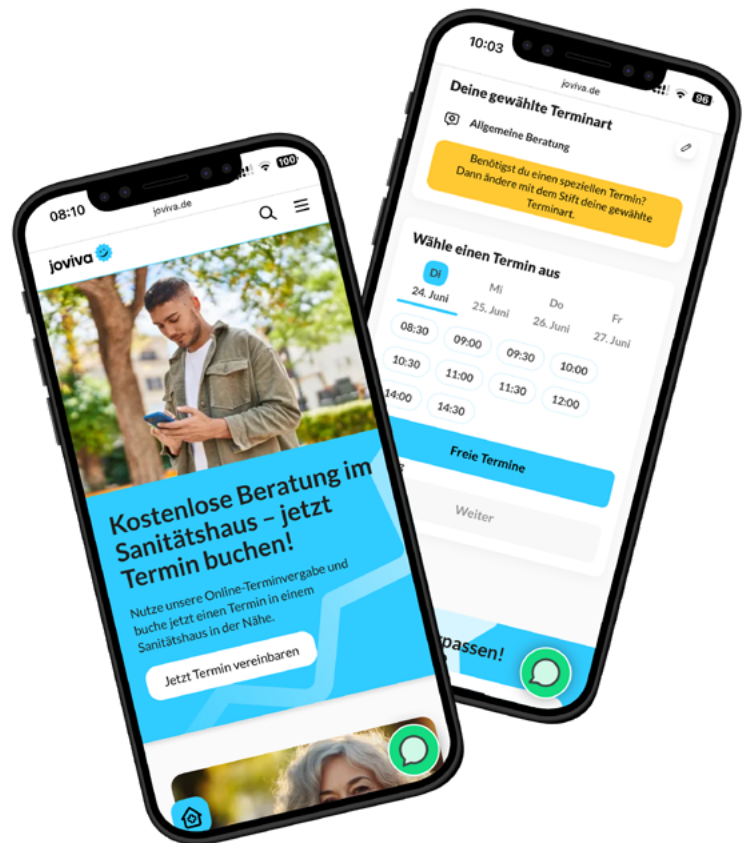 08:10
100
joviva.de
joviva
Kostenlose Beratung im
Sanitätshaus – jetzt
Termin buchen!
Nutze unsere Online-Terminvergabe und
buche jetzt einen Termin in einem
Sanitätshaus in der Nähe.
Jetzt Termin vereinbaren
10:03
96
joviva.de
Deine gewählte Terminart
Allgemeine Beratung
Benötigst du einen speziellen Termin?
Dann ändere mit dem Stift deine gewählte
Terminart.
Wähle einen Termin aus
Di Mi Do Fr
24. Juni 25. Juni 26. Juni 27. Juni
08:30 09:00 09:30 10:00
10:30 11:00 11:30 12:00
14:00 14:30
Freie Termine
Weiter
passen!